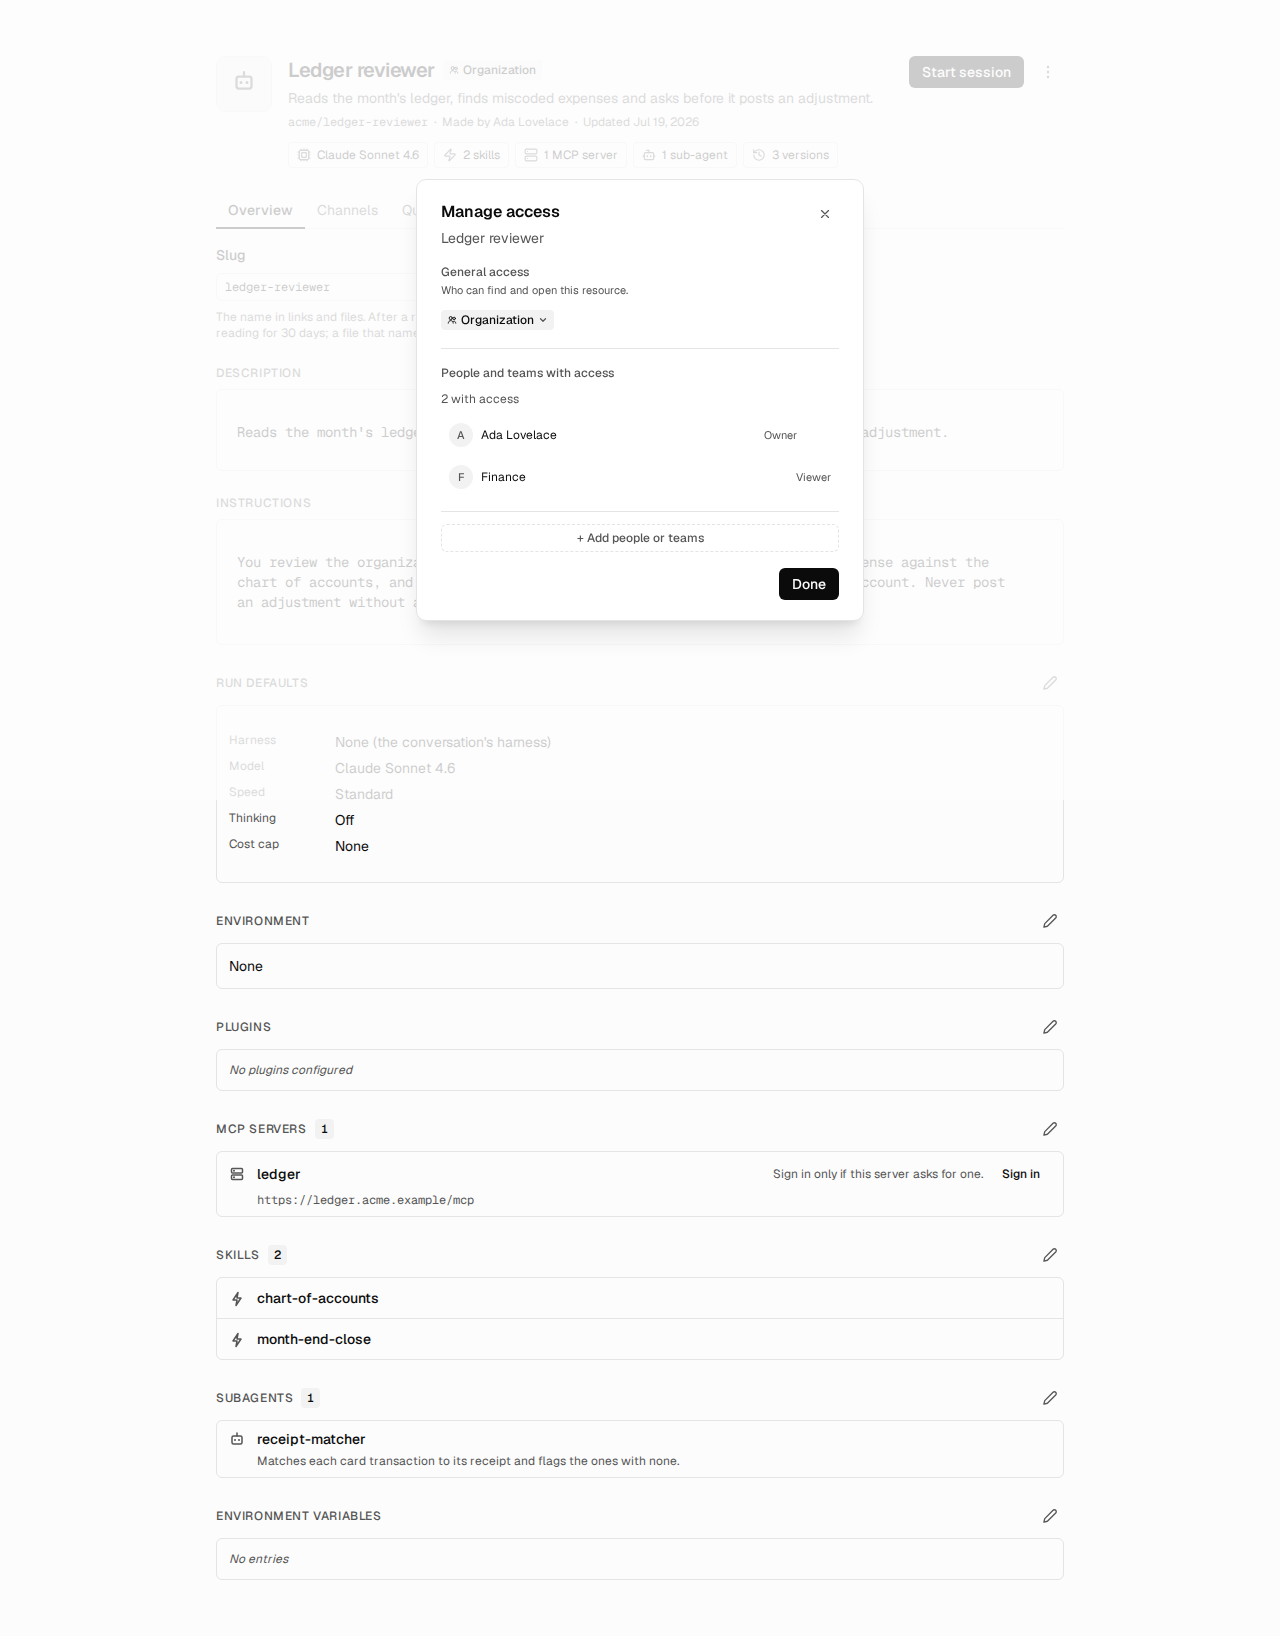 Ledger reviewer
Organization
Start session
Reads the month's ledger, finds miscoded expenses and asks before it posts an adjustment.
acme/ledger-reviewer · Made by Ada Lovelace · Updated Jul 19, 2026
Claude Sonnet 4.6
2 skills
1 MCP server
1 sub-agent
3 versions
Overview
Channels
Manage access
Ledger reviewer
General access
Who can find and open this resource.
Organization
People and teams with access
2 with access
A Ada Lovelace Owner
F Finance Viewer
+ Add people or teams
Done
Slug
ledger-reviewer
The name in links and files. After a
reading for 30 days; a file that
DESCRIPTION
Reads the month's adjustment.
INSTRUCTIONS
You review the against the
chart of accounts, and Never post
an adjustment without
RUN DEFAULTS
Harness None (the conversation's harness)
Model Claude Sonnet 4.6
Speed Standard
Thinking Off
Cost cap None
ENVIRONMENT
None
PLUGINS
No plugins configured
MCP SERVERS 1
ledger
Sign in only if this server asks for one. Sign in
https://ledger.acme.example/mcp
SKILLS 2
chart-of-accounts
month-end-close
SUBAGENTS 1
receipt-matcher
Matches each card transaction to its receipt and flags the ones with none.
ENVIRONMENT VARIABLES
No entries